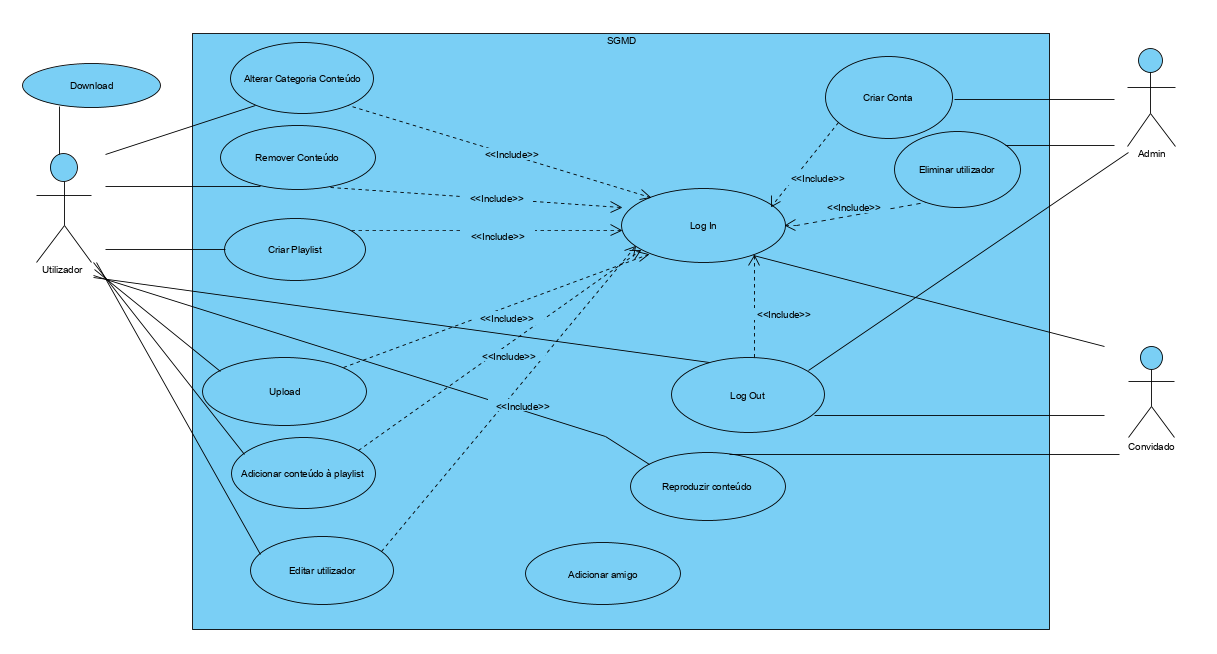 SGMD
Download
Alterar Categoria Conteúdo
Criar Conta
Admin
<<Include>>
Remover Conteúdo
Eliminar utilizador
<<Include>>
<<Include>>
<<Include>>
Log In
Criar Playlist
<<Include>>
Utilizador
<<Include>>
<<Include>>
<<Include>>
Upload
Log Out
<<Include>>
Convidado
Adicionar conteúdo à playlist
Reproduzir conteúdo
Editar utilizador
Adicionar amigo